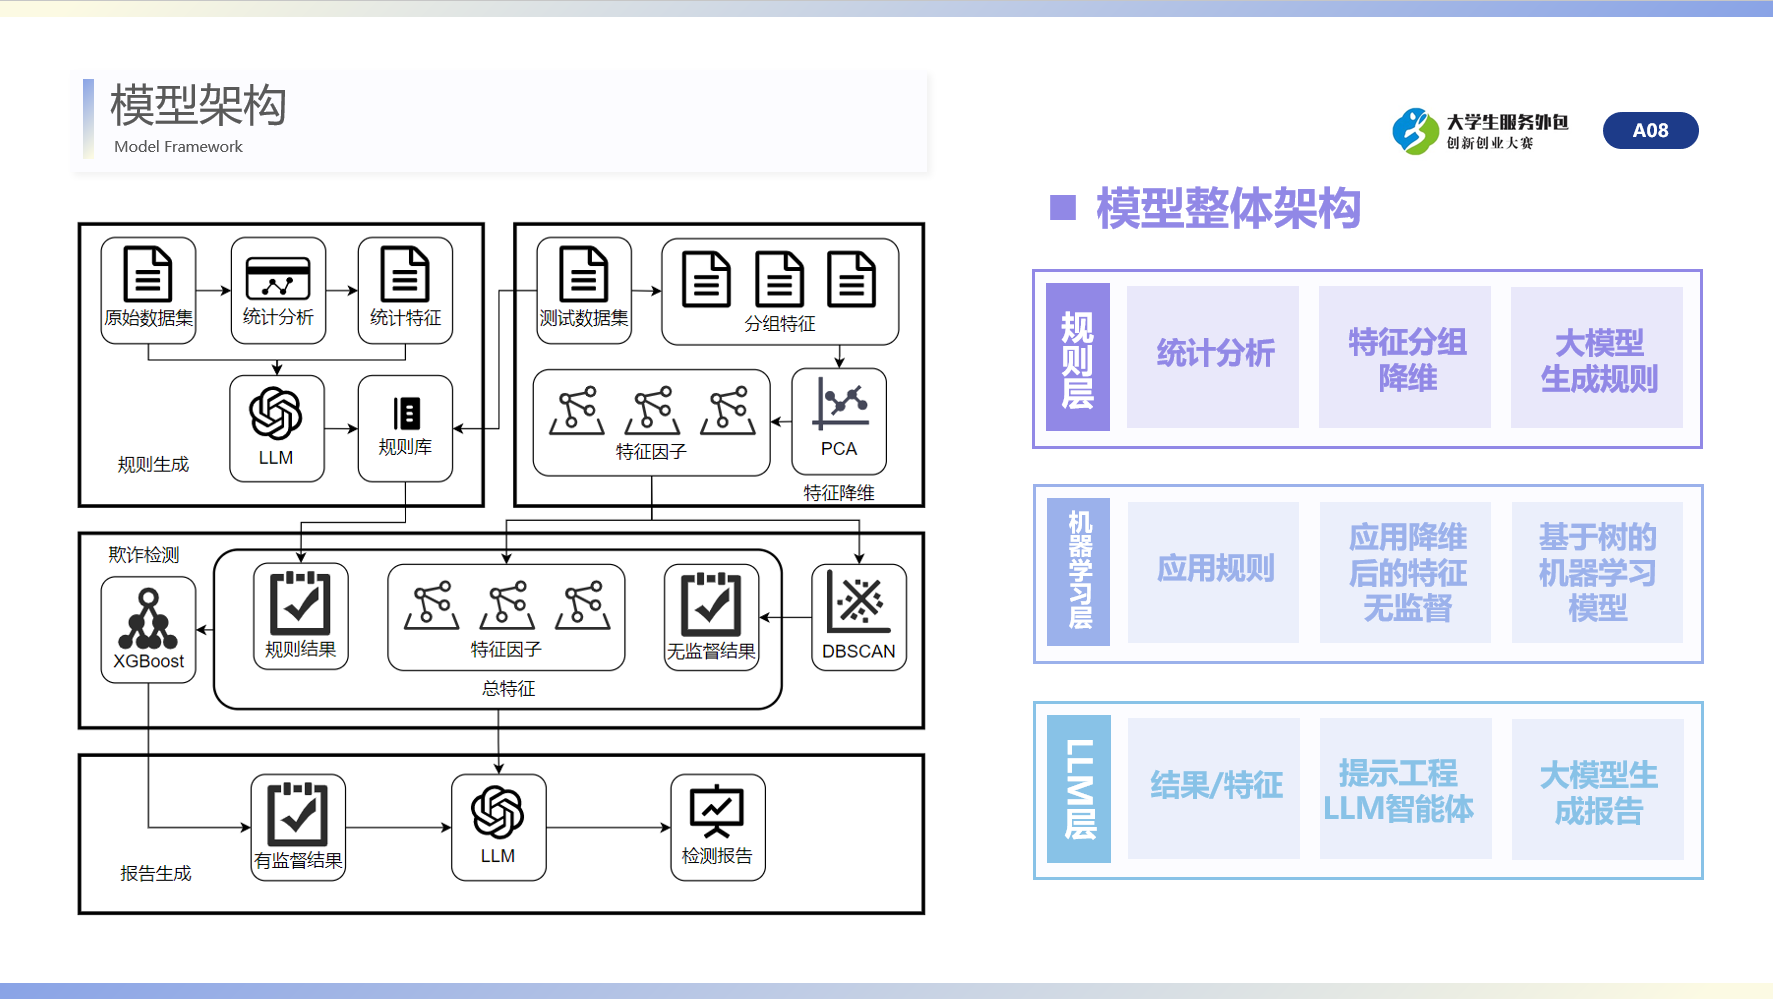 模型架构
Model Framework
大学生服务外包
创新创业大赛
A08
原始数据集
统计分析
统计特征
LLM
规则库
规则生成
测试数据集
分组特征
特征因子
PCA
特征降维
欺诈检测
XGBoost
规则结果
特征因子
无监督结果
DBSCAN
总特征
有监督结果
LLM
检测报告
报告生成
模型整体架构
规则层
统计分析
特征分组
降维
大模型
生成规则
机器学习层
应用规则
应用降维
后的特征
无监督
基于树的
机器学习
模型
LLM层
结果/特征
提示工程
LLM智能体
大模型生
成报告